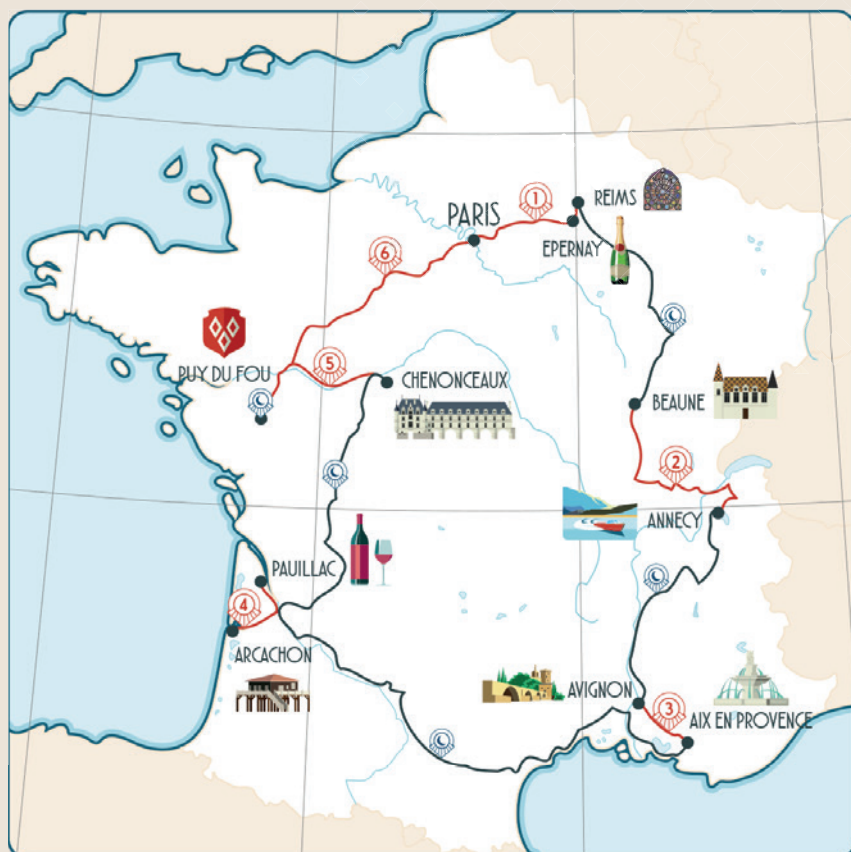 1
REIMS
PARIS
EPERNAY
6
PUY DU FOU
5
CHENONCEAUX
BEAUNE
2
ANNECY
PAUILLAC
4
ARCACHON
AVIGNON
3
AIX EN PROVENCE